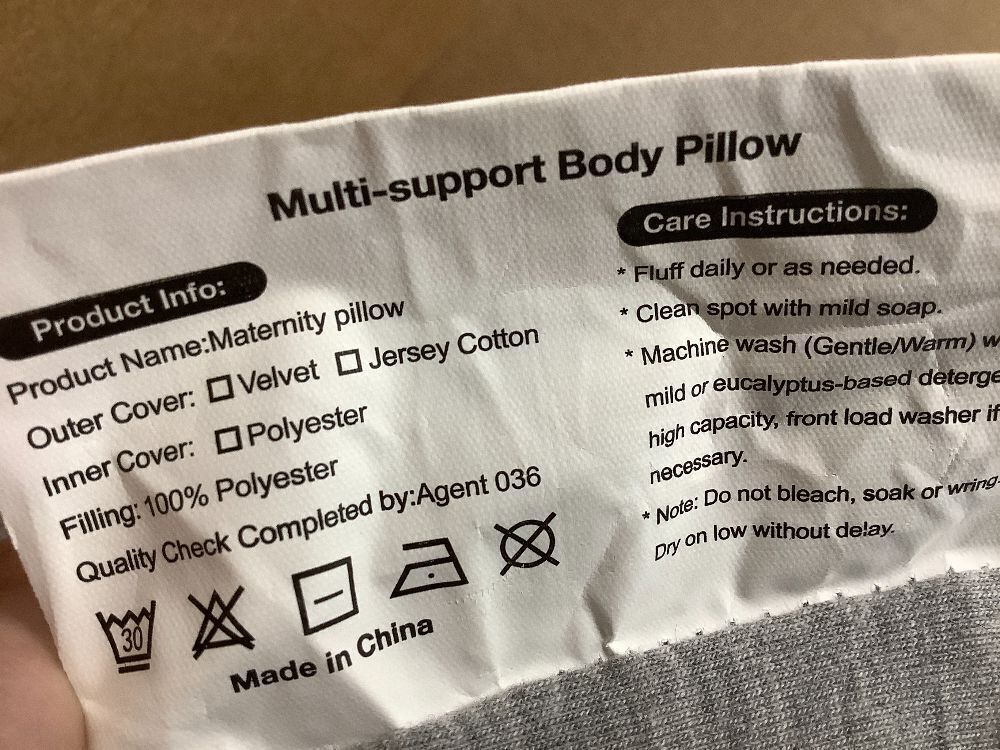 Multi-support Body Pillow
Product Info:
Product Name:Maternity pillow
Outer Cover: ☐ Velvet ☐ Jersey Cotton
Inner Cover: ☐ Polyester
Filling: 100% Polyester
Quality Check Completed by:Agent 036
30
Made in China
Care Instructions:
* Fluff daily or as needed.
* Clean spot with mild soap.
* Machine wash (Gentle/Warm)
mild or eucalyptus-based
high capacity, front load washer if
necessary.
* Note: Do not bleach, soak or wring-
Dry on low without delay.